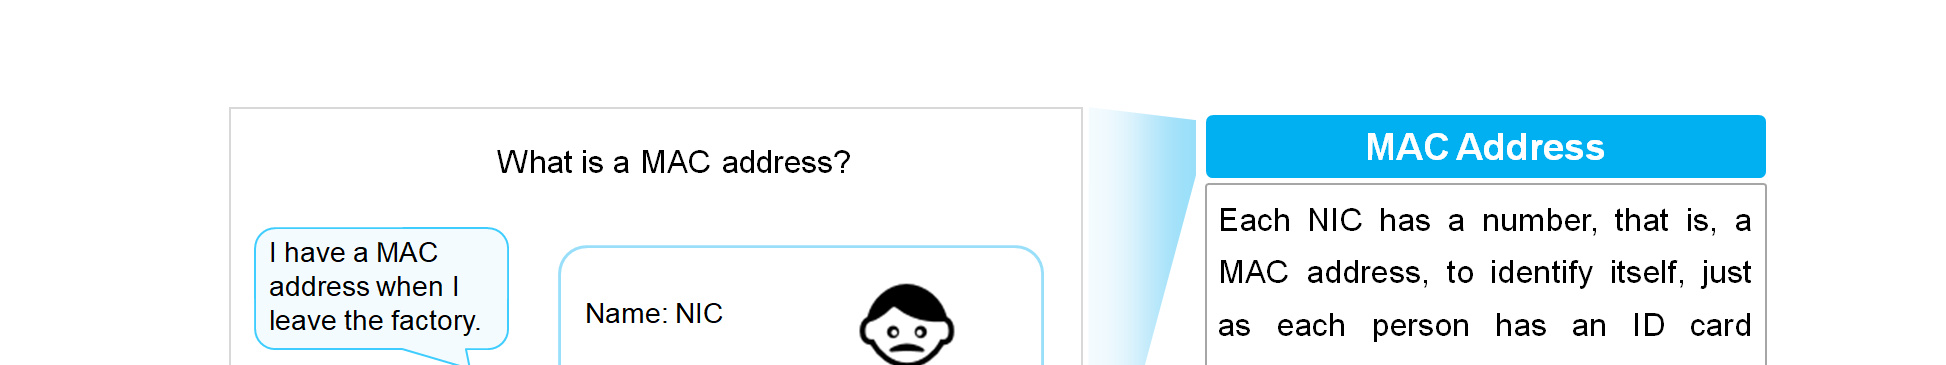 What is a MAC address?
I have a MAC
address when I
leave the factory.
Name: NIC
MAC Address
Each NIC has a number, that is, a
MAC address, to identify itself, just
as each person has an ID card